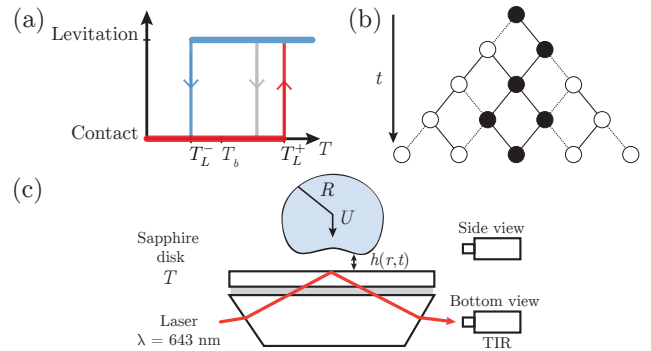 (a)
Levitation
Contact
T_L^-
T_b
T_L^+
T
(b)
t
(c)
R
U
h(r,t)
Sapphire
disk
T
Laser
λ = 643 nm
Side view
Bottom view
TIR